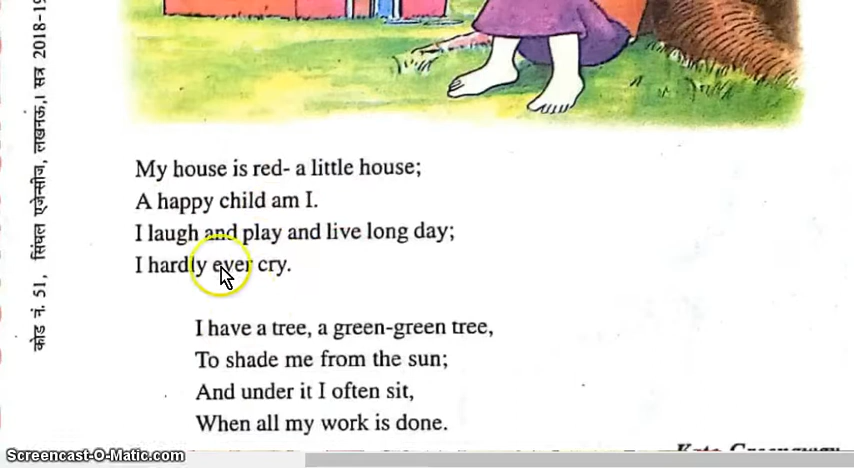 कोड नं. 51, सिंघल एजेन्सीज, लखनऊ, सत्र 2018-19
My house is red- a little house;
A happy child am I.
I laugh and play and live long day;
I hardly ever cry.
I have a tree, a green-green tree,
To shade me from the sun;
And under it I often sit,
When all my work is done.
Screencast-O-Matic.com